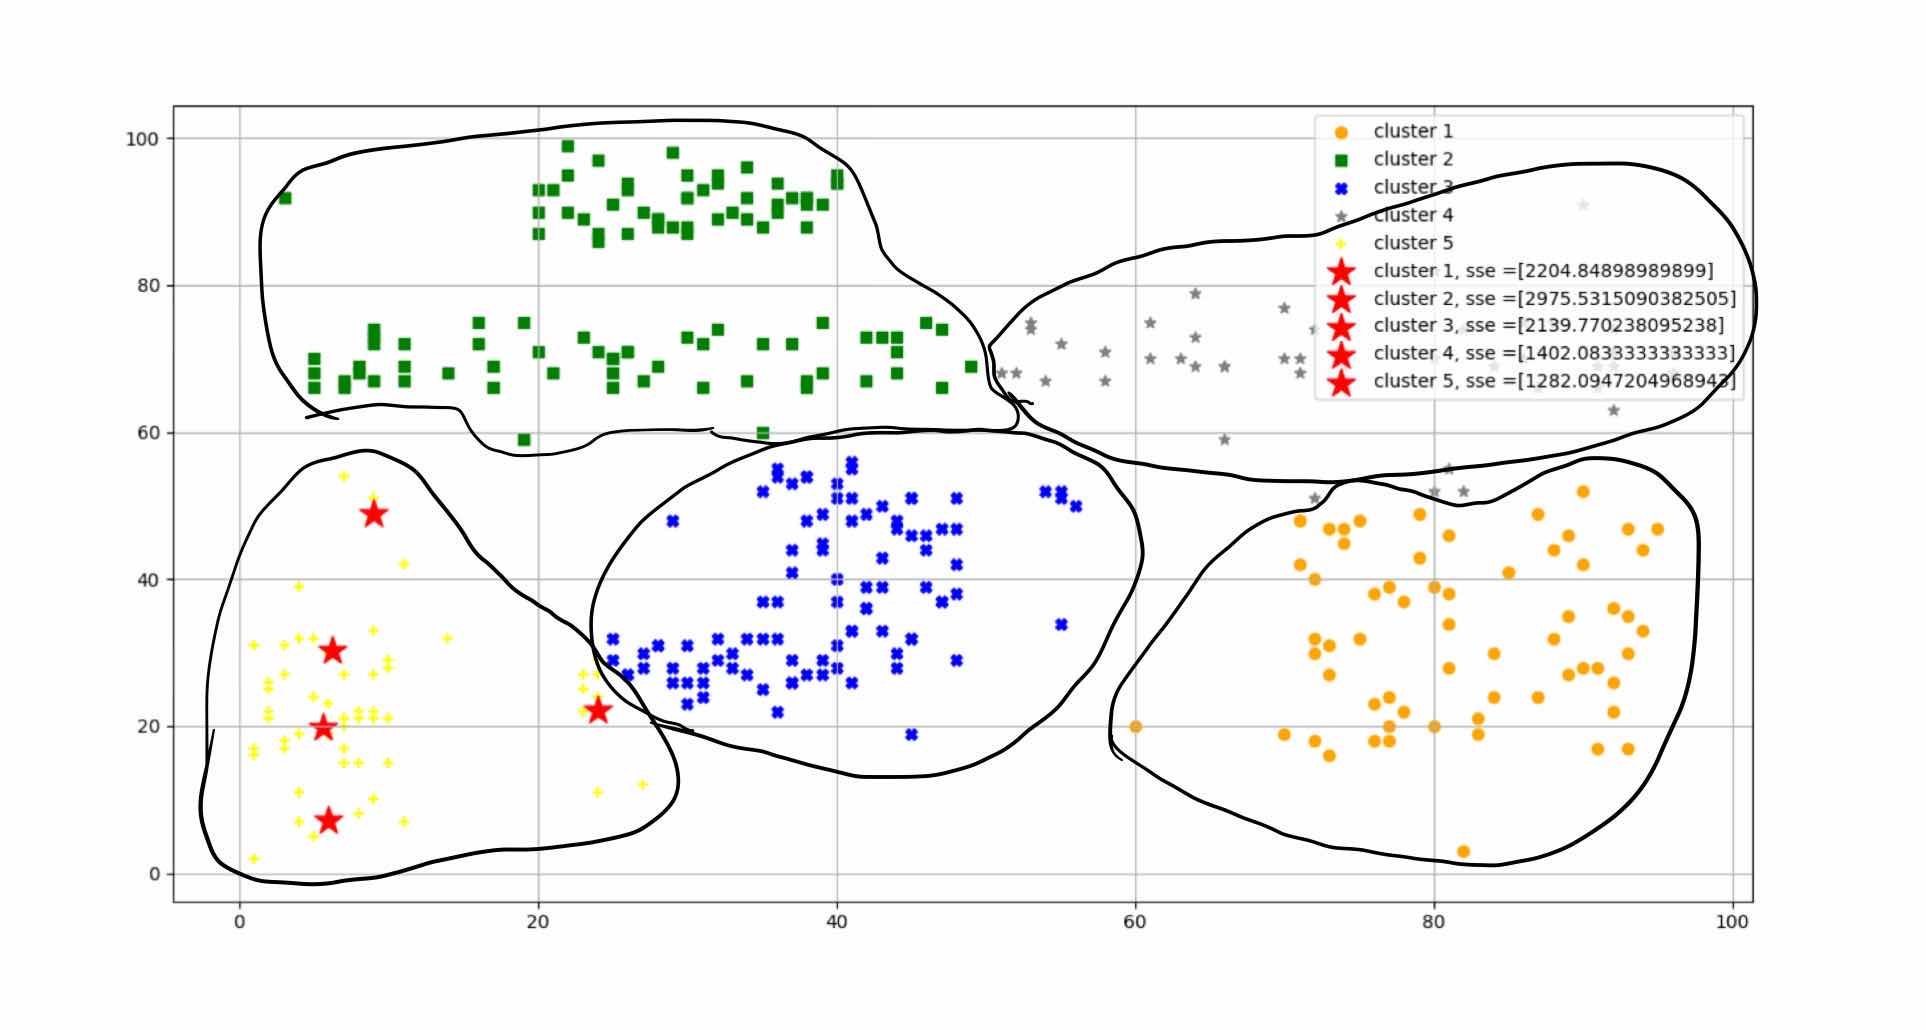 100
80
60
40
20
0
cluster 1
cluster 2
cluster 3
cluster 4
cluster 5
cluster 1, sse =[2204.84898989899]
cluster 2, sse =[2975.5315090382505]
cluster 3, sse =[2139.770238095238]
cluster 4, sse =[1402.0833333333333]
cluster 5, sse =[1282.0947204968943]
0 20 40 60 80 100